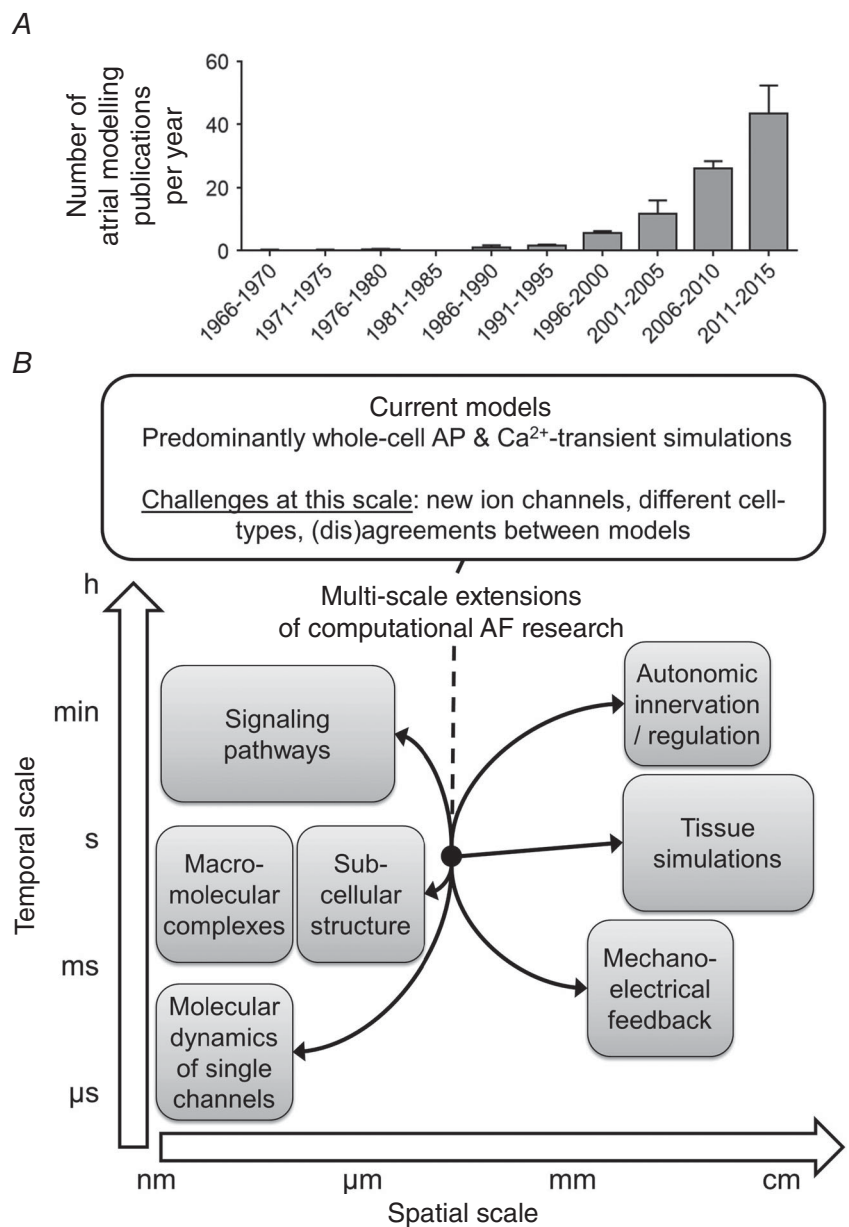 A
Number of
atrial modelling
publications
per year
60
40
20
0
1966-1970
1971-1975
1976-1980
1981-1985
1986-1990
1991-1995
1996-2000
2001-2005
2006-2010
2011-2015
B
Current models
Predominantly whole-cell AP & Ca²⁺-transient simulations
Challenges at this scale: new ion channels, different cell-
types, (dis)agreements between models
Multi-scale extensions
of computational AF research
Temporal scale
h
min
s
ms
μs
Signaling
pathways
Autonomic
innervation
/ regulation
Macro-
molecular
complexes
Sub-
cellular
structure
Tissue
simulations
Mechano-
electrical
feedback
Molecular
dynamics
of single
channels
nm
μm
mm
cm
Spatial scale